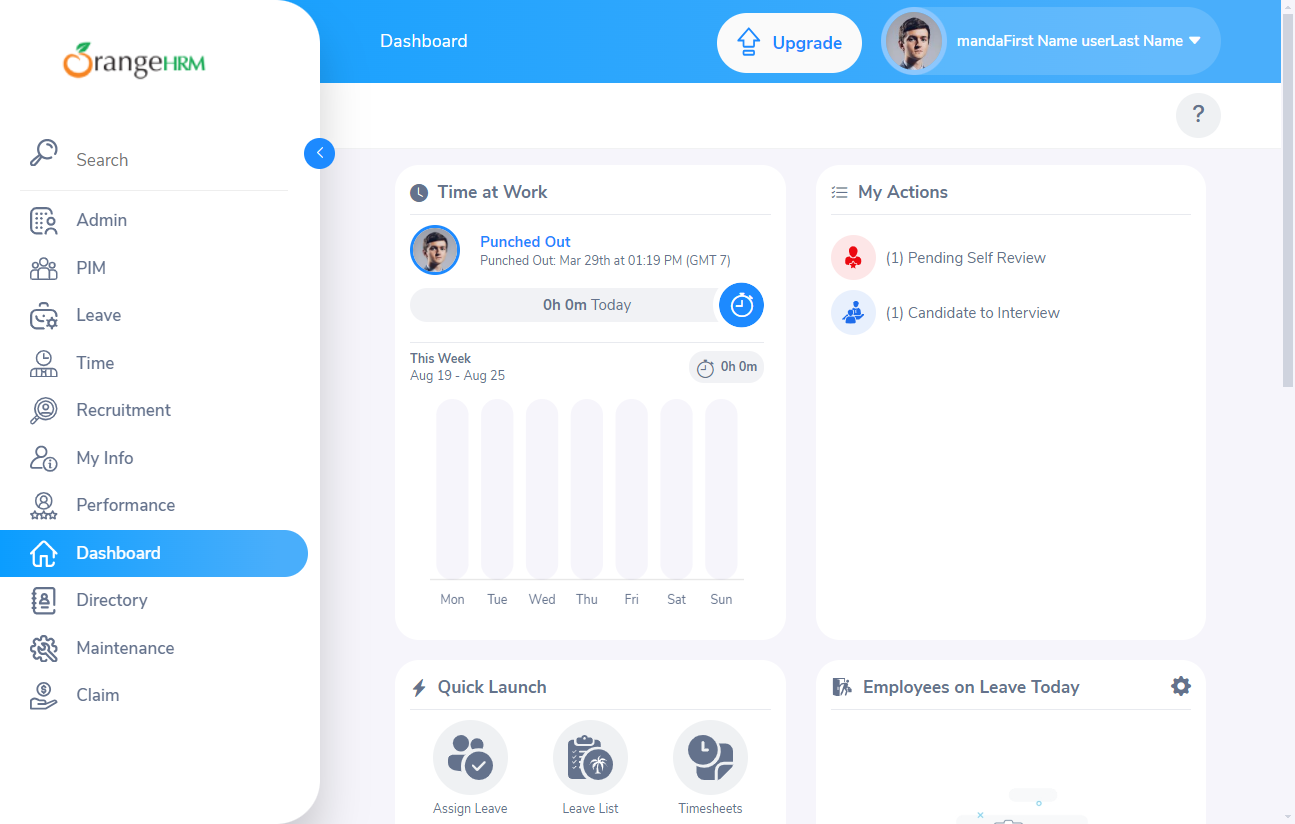 OrangeHRM
Search
Admin
PIM
Leave
Time
Recruitment
My Info
Performance
Dashboard
Directory
Maintenance
Claim
Dashboard
Upgrade
mandaFirst Name userLast Name
?
Time at Work
Punched Out
Punched Out: Mar 29th at 01:19 PM (GMT 7)
0h 0m Today
This Week
Aug 19 - Aug 25
0h 0m
Mon Tue Wed Thu Fri Sat Sun
My Actions
(1) Pending Self Review
(1) Candidate to Interview
Quick Launch
Assign Leave
Leave List
Timesheets
Employees on Leave Today